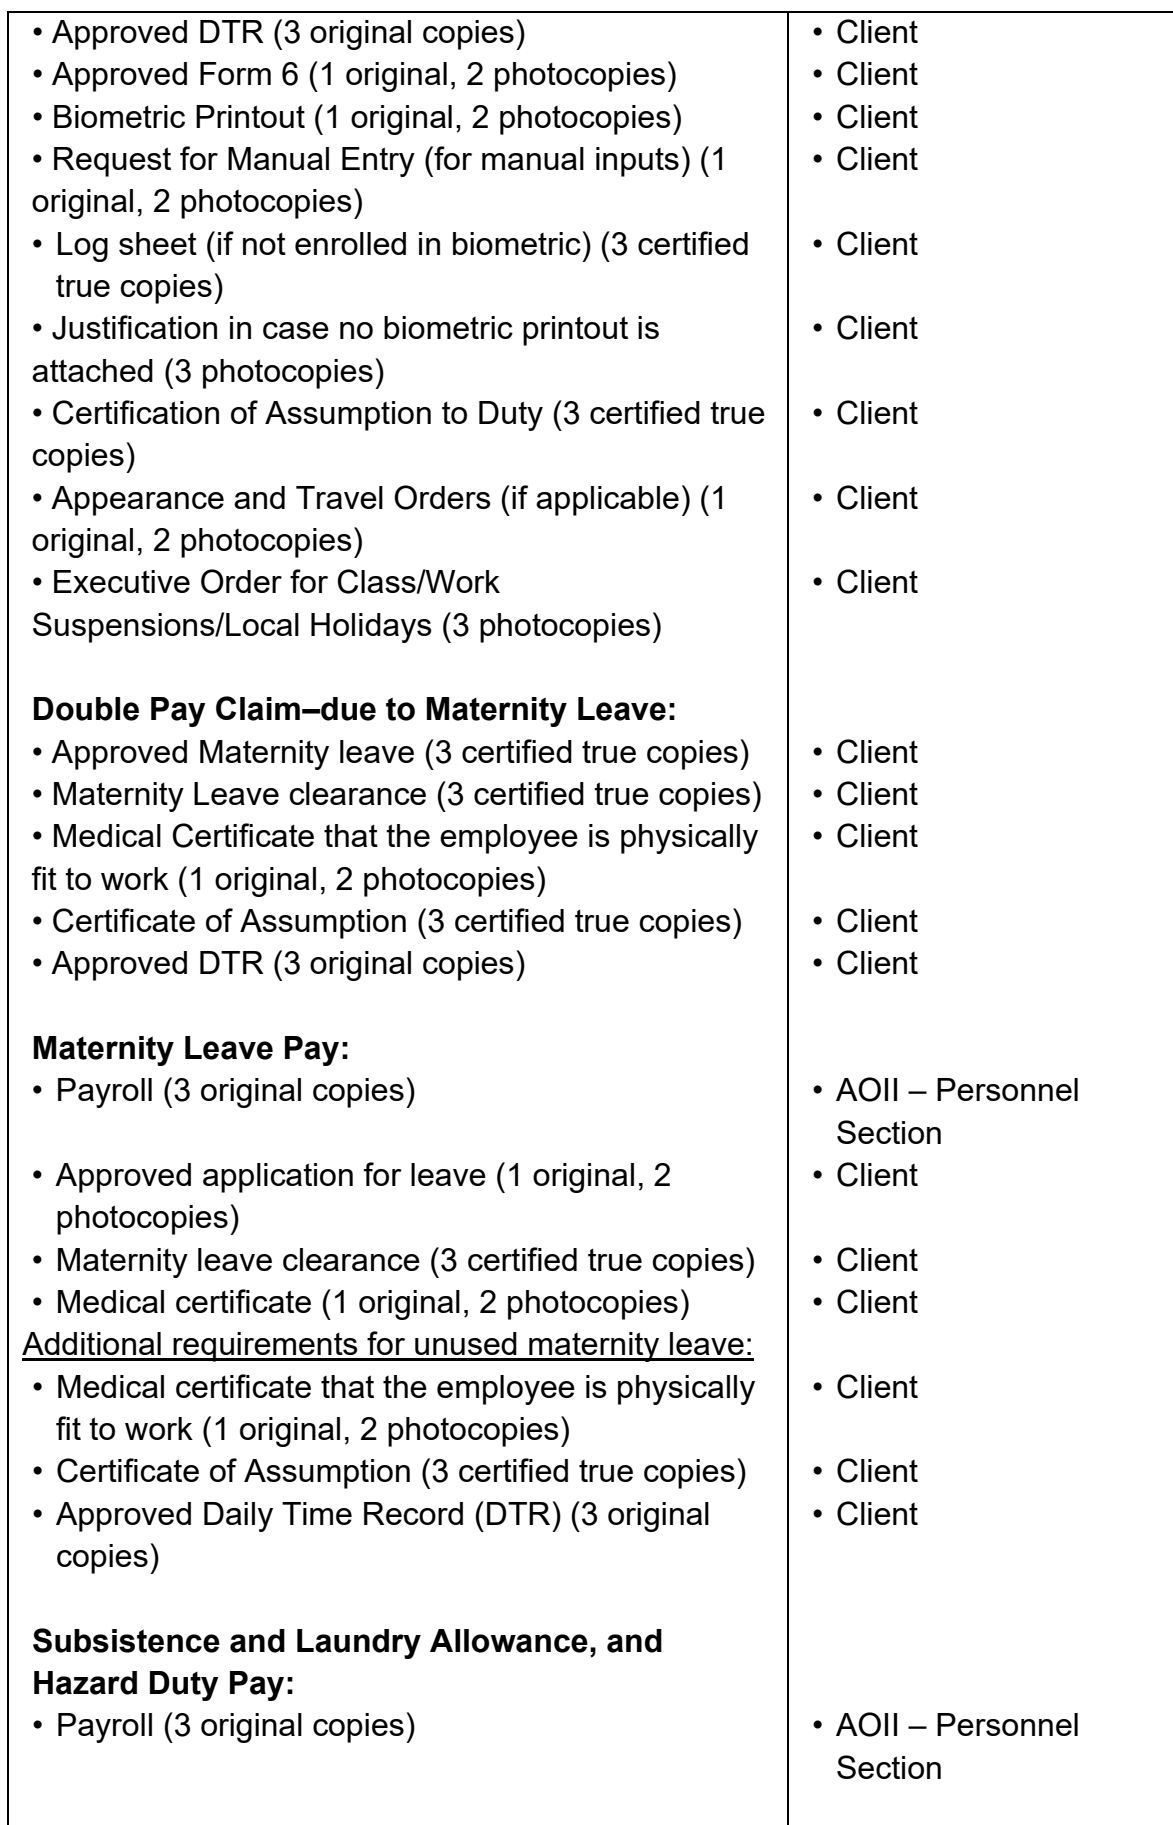 • Approved DTR (3 original copies) • Client
• Approved Form 6 (1 original, 2 photocopies) • Client
• Biometric Printout (1 original, 2 photocopies) • Client
• Request for Manual Entry (for manual inputs) (1 • Client
original, 2 photocopies)
• Log sheet (if not enrolled in biometric) (3 certified • Client
true copies)
• Justification in case no biometric printout is • Client
attached (3 photocopies)
• Certification of Assumption to Duty (3 certified true • Client
copies)
• Appearance and Travel Orders (if applicable) (1 • Client
original, 2 photocopies)
• Executive Order for Class/Work • Client
Suspensions/Local Holidays (3 photocopies)
Double Pay Claim–due to Maternity Leave:
• Approved Maternity leave (3 certified true copies) • Client
• Maternity Leave clearance (3 certified true copies) • Client
• Medical Certificate that the employee is physically • Client
fit to work (1 original, 2 photocopies)
• Certificate of Assumption (3 certified true copies) • Client
• Approved DTR (3 original copies) • Client
Maternity Leave Pay:
• Payroll (3 original copies) • AOII – Personnel
Section
• Approved application for leave (1 original, 2 • Client
photocopies)
• Maternity leave clearance (3 certified true copies) • Client
• Medical certificate (1 original, 2 photocopies) • Client
Additional requirements for unused maternity leave:
• Medical certificate that the employee is physically • Client
fit to work (1 original, 2 photocopies)
• Certificate of Assumption (3 certified true copies) • Client
• Approved Daily Time Record (DTR) (3 original • Client
copies)
Subsistence and Laundry Allowance, and
Hazard Duty Pay:
• Payroll (3 original copies) • AOII – Personnel
Section